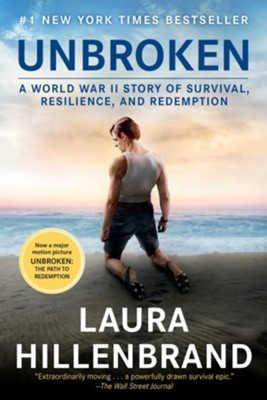 #1 NEW YORK TIMES BESTSELLER
UNBROKEN
A WORLD WAR II STORY OF SURVIVAL,
RESILIENCE, AND REDEMPTION
Now a major
motion picture
UNBROKEN:
THE PATH TO
REDEMPTION
LAURA
HILLENBRAND
"Extraordinarily moving . . . a powerfully drawn survival epic."
—The Wall Street Journal